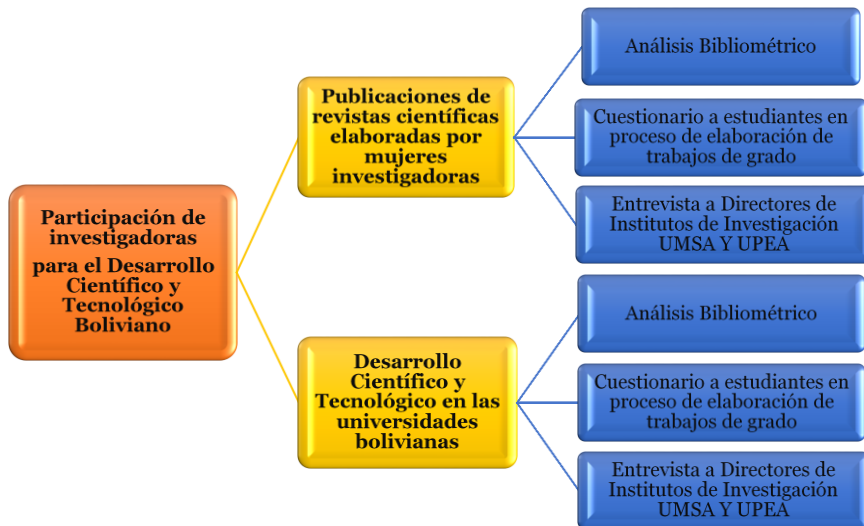 Participación de
investigadoras
para el Desarrollo
Científico y
Tecnológico
Boliviano
Publicaciones de
revistas científicas
elaboradas por
mujeres
investigadoras
Análisis Bibliométrico
Cuestionario a estudiantes en
proceso de elaboración de
trabajos de grado
Entrevista a Directores de
Institutos de Investigación
UMSA Y UPEA
Desarrollo
Científico y
Tecnológico en las
universidades
bolivianas
Análisis Bibliométrico
Cuestionario a estudiantes en
proceso de elaboración de
trabajos de grado
Entrevista a Directores de
Institutos de Investigación
UMSA Y UPEA